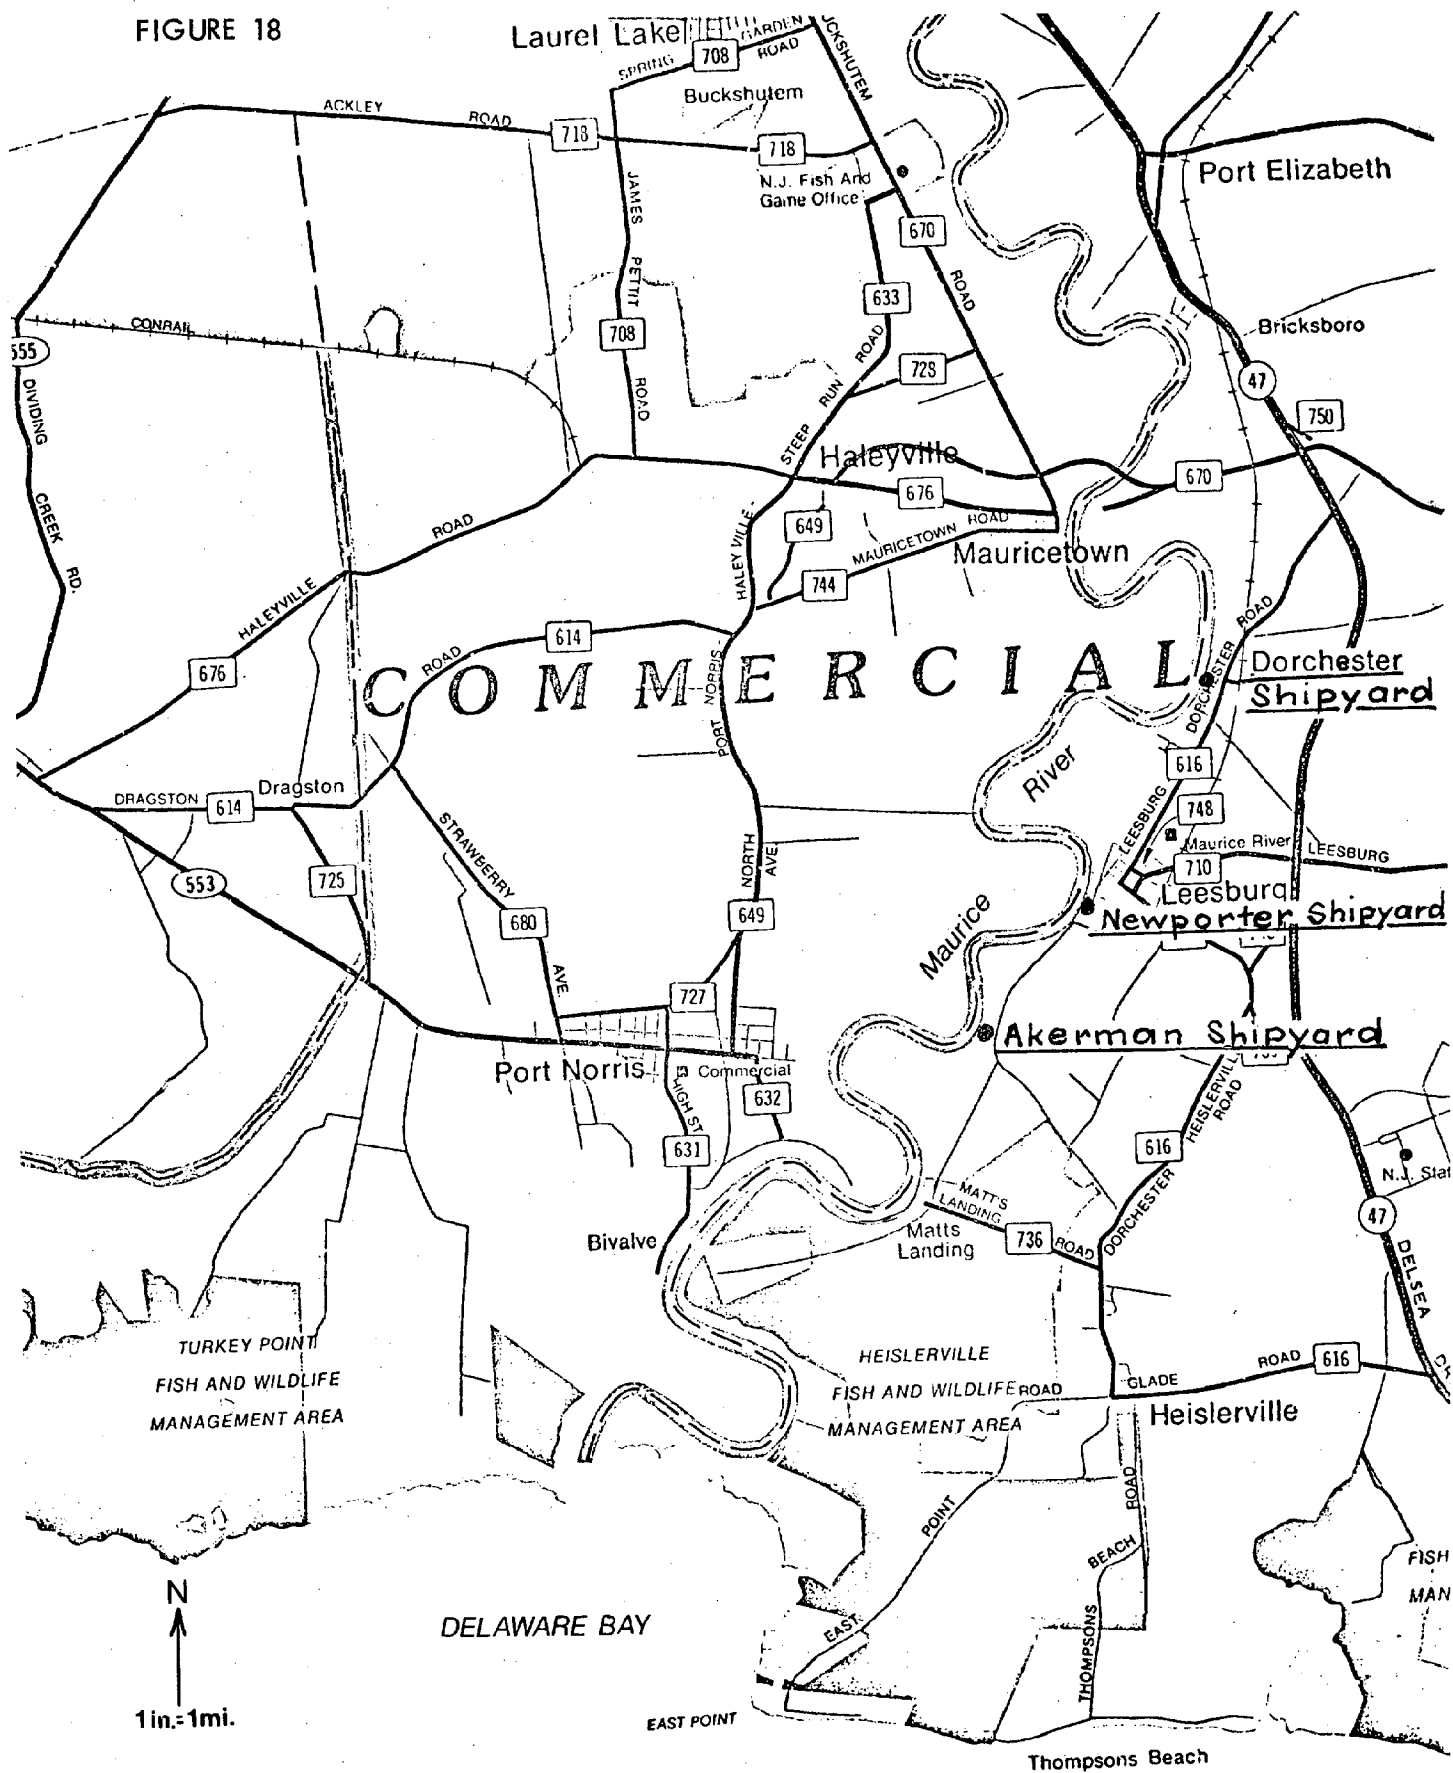 FIGURE 18
Laurel Lake
GARDEN
ROAD
SPRING
708
Buckshutem
ACKLEY
ROAD
718
718
N.J. Fish And
Game Office
Port Elizabeth
JAMES
PETTIT
ROAD
708
670
ROAD
633
ROAD
RUN
STEEP
723
CONRAIL
555
DIVIDING
CREEK
RD.
Bricksboro
47
750
Haleyville
676
670
649
MAURICETOWN
ROAD
Mauricetown
744
ROAD
HALEYVILLE
676
HALEYVILLE
614
ROAD
COMMERCIAL
PORT NORRIS
DORCHESTER
ROAD
Dorchester
Shipyard
616
River
LEESBURG
748
Maurice River
LEESBURG
710
Leesburg
Newporter Shipyard
DRAGSTON
614
Dragston
STRAWBERRY
553
725
680
AVE.
NORTH
AVE.
649
Maurice
727
Akerman Shipyard
Port Norris
Commercial
HIGH ST.
632
631
HEISLERVILLE
ROAD
616
DORCHESTER
N.J.
47
DELSEA
MATT'S
LANDING
736
ROAD
Matts
Landing
Bivalve
TURKEY POINT
FISH AND WILDLIFE
MANAGEMENT AREA
HEISLERVILLE
FISH AND WILDLIFE
MANAGEMENT AREA
ROAD
GLADE
ROAD
616
Heislerville
ROAD
POINT
BEACH
FISH
MAN
EAST
THOMPSONS
N
DELAWARE BAY
1 in.=1mi.
EAST POINT
Thompsons Beach